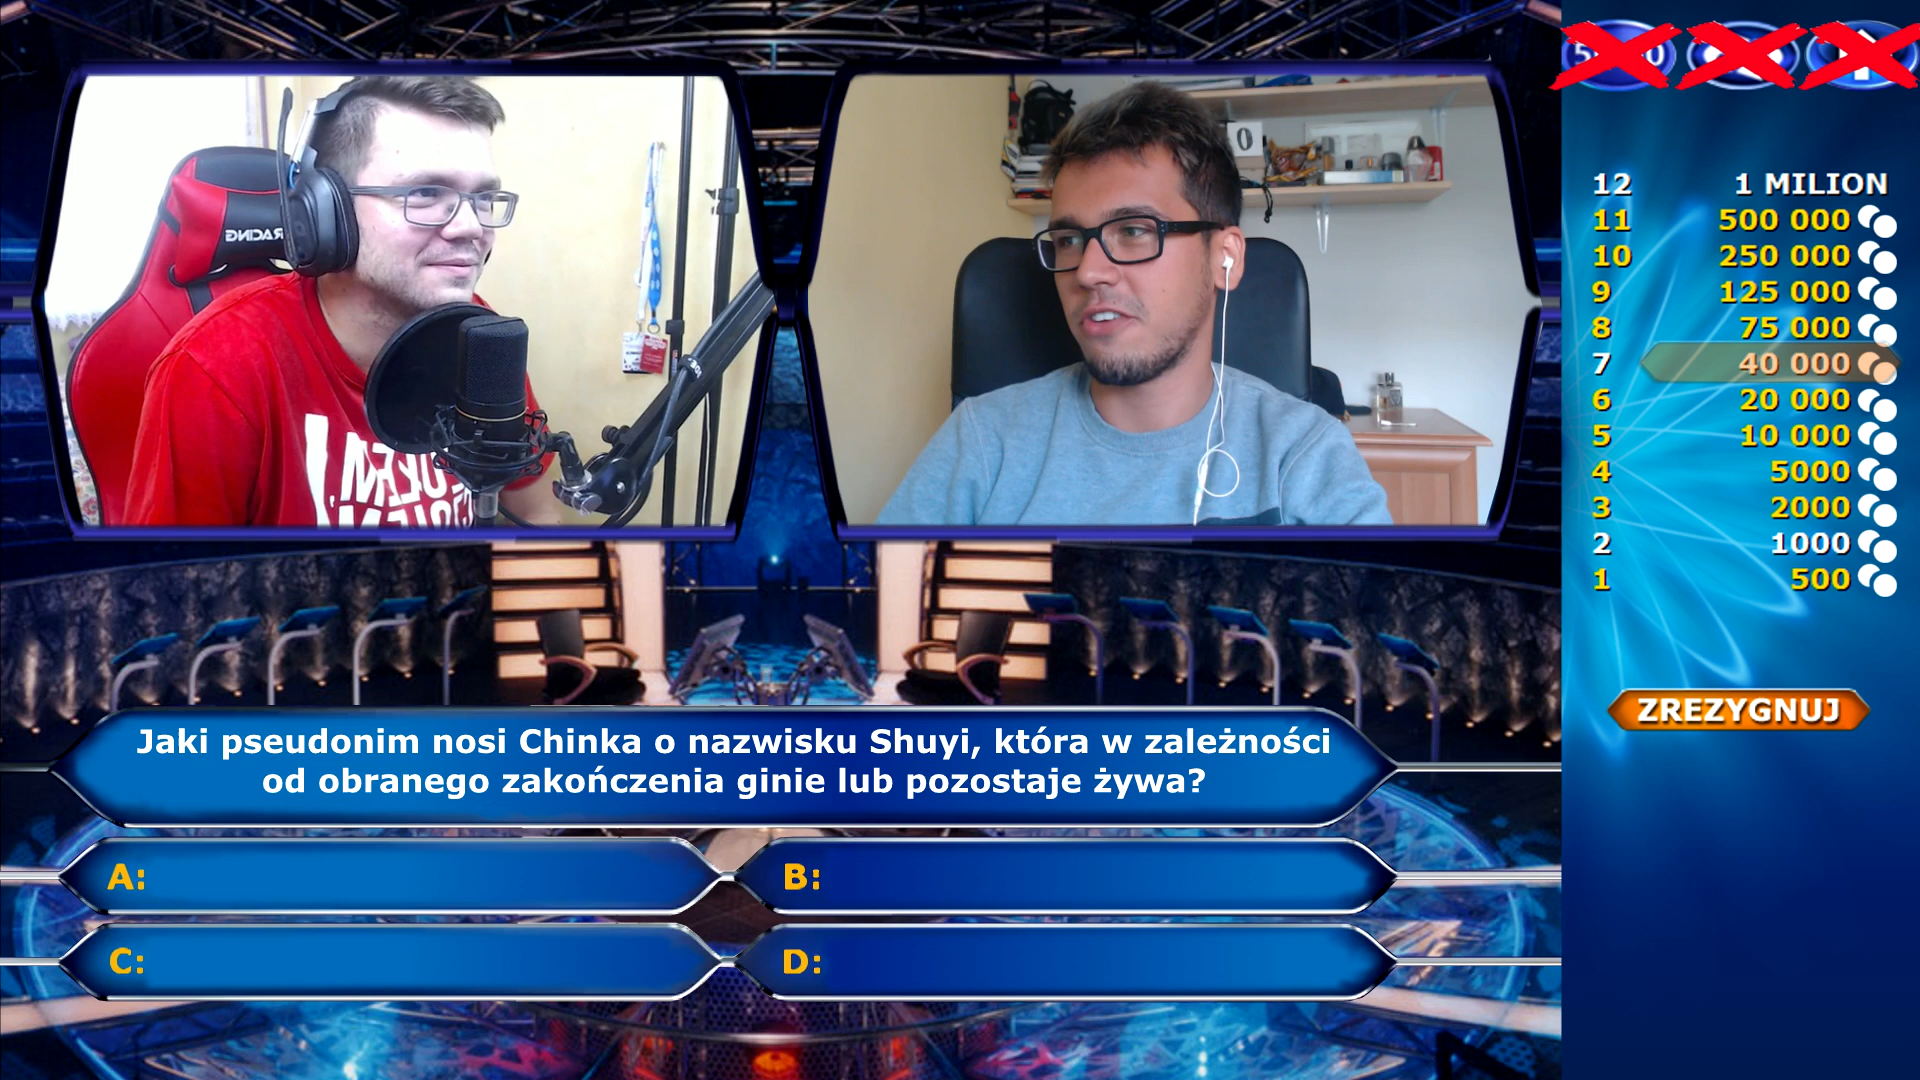 RACING
0
12 1 MILION
11 500 000
10 250 000
9 125 000
8 75 000
7 40 000
6 20 000
5 10 000
4 5000
3 2000
2 1000
1 500
ZREZYGNUJ
Jaki pseudonim nosi Chinka o nazwisku Shuyi, która w zależności
od obranego zakończenia ginie lub pozostaje żywa?
A:
B:
C:
D: